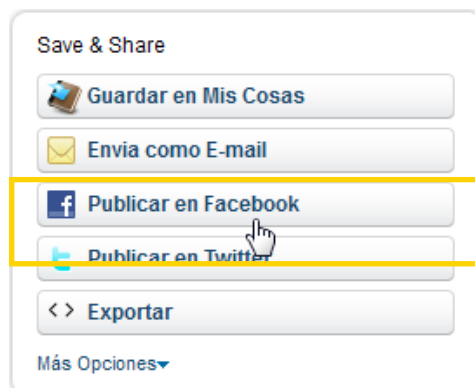 Save & Share
Guardar en Mis Cosas
Envia como E-mail
Publicar en Facebook
Publicar en Twitter
Exportar
Más Opciones